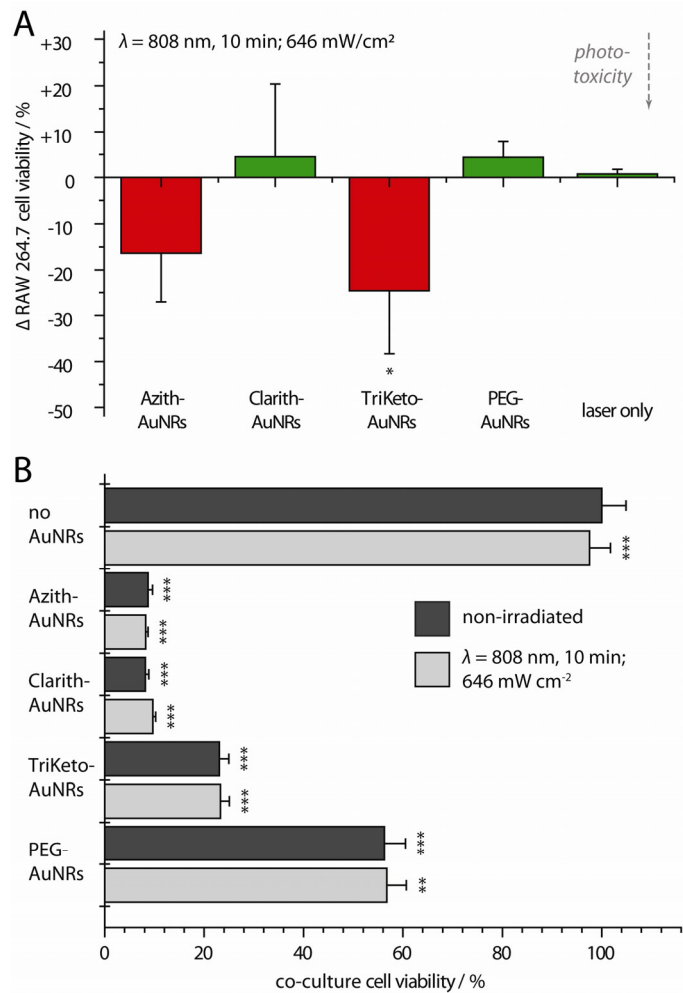 A
λ = 808 nm, 10 min; 646 mW/cm²
photo-
toxicity
Δ RAW 264.7 cell viability / %
+30
+20
+10
0
-10
-20
-30
-40
-50
*
Azith-
AuNRs
Clarith-
AuNRs
TriKeto-
AuNRs
PEG-
AuNRs
laser only
B
no
AuNRs
***
Azith-
AuNRs
***
***
Clarith-
AuNRs
***
***
TriKeto-
AuNRs
***
***
PEG-
AuNRs
***
**
non-irradiated
λ = 808 nm, 10 min;
646 mW cm⁻²
0 20 40 60 80 100
co-culture cell viability / %